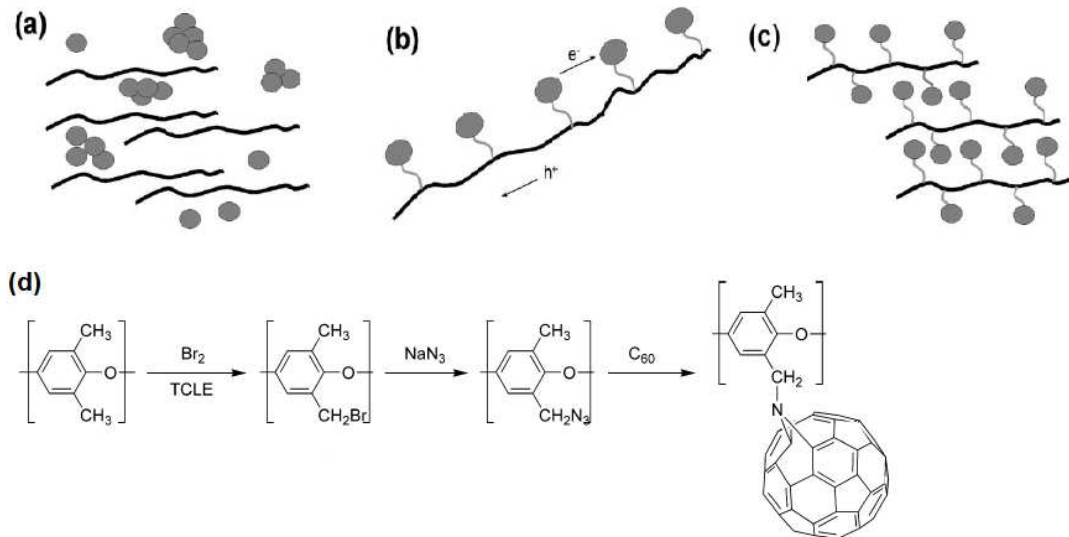 (a)
(b)
e⁻
h⁺
(c)
(d)
CH₃
O
CH₃
Br₂
TCLE
CH₃
O
CH₂Br
NaN₃
CH₃
O
CH₂N₃
C₆₀
CH₃
O
CH₂
N